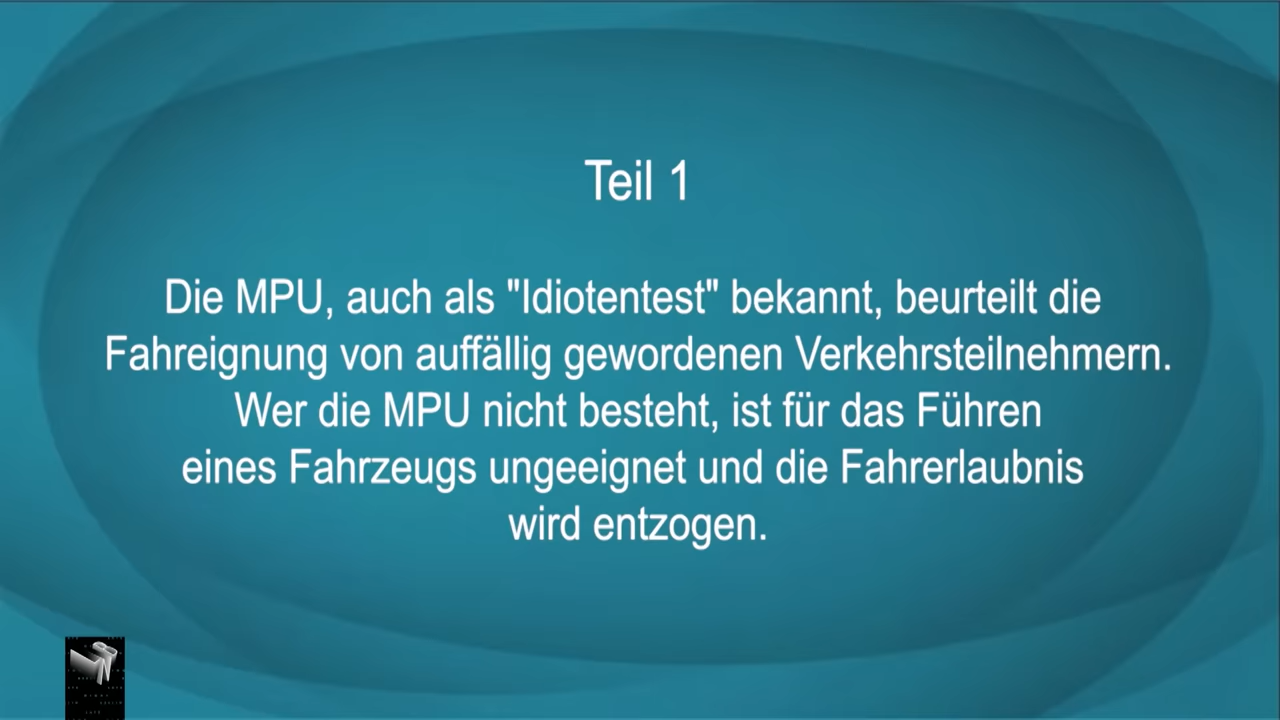 Teil 1
Die MPU, auch als "Idiotentest" bekannt, beurteilt die
Fahreignung von auffällig gewordenen Verkehrsteilnehmern.
Wer die MPU nicht besteht, ist für das Führen
eines Fahrzeugs ungeeignet und die Fahrerlaubnis
wird entzogen.